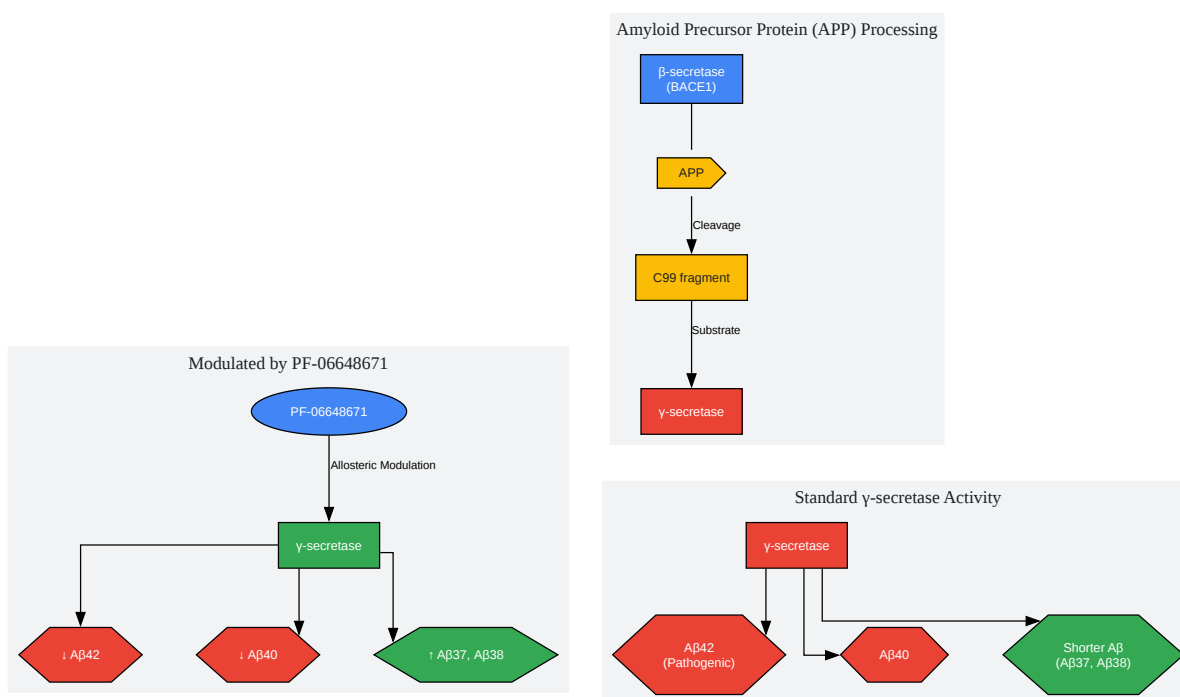 Amyloid Precursor Protein (APP) Processing
β-secretase
(BACE1)
APP
Cleavage
C99 fragment
Substrate
γ-secretase
Modulated by PF-06648671
PF-06648671
Allosteric Modulation
γ-secretase
↓ Aβ42
↓ Aβ40
↑ Aβ37, Aβ38
Standard γ-secretase Activity
γ-secretase
Aβ42
(Pathogenic)
Aβ40
Shorter Aβ
(Aβ37, Aβ38)